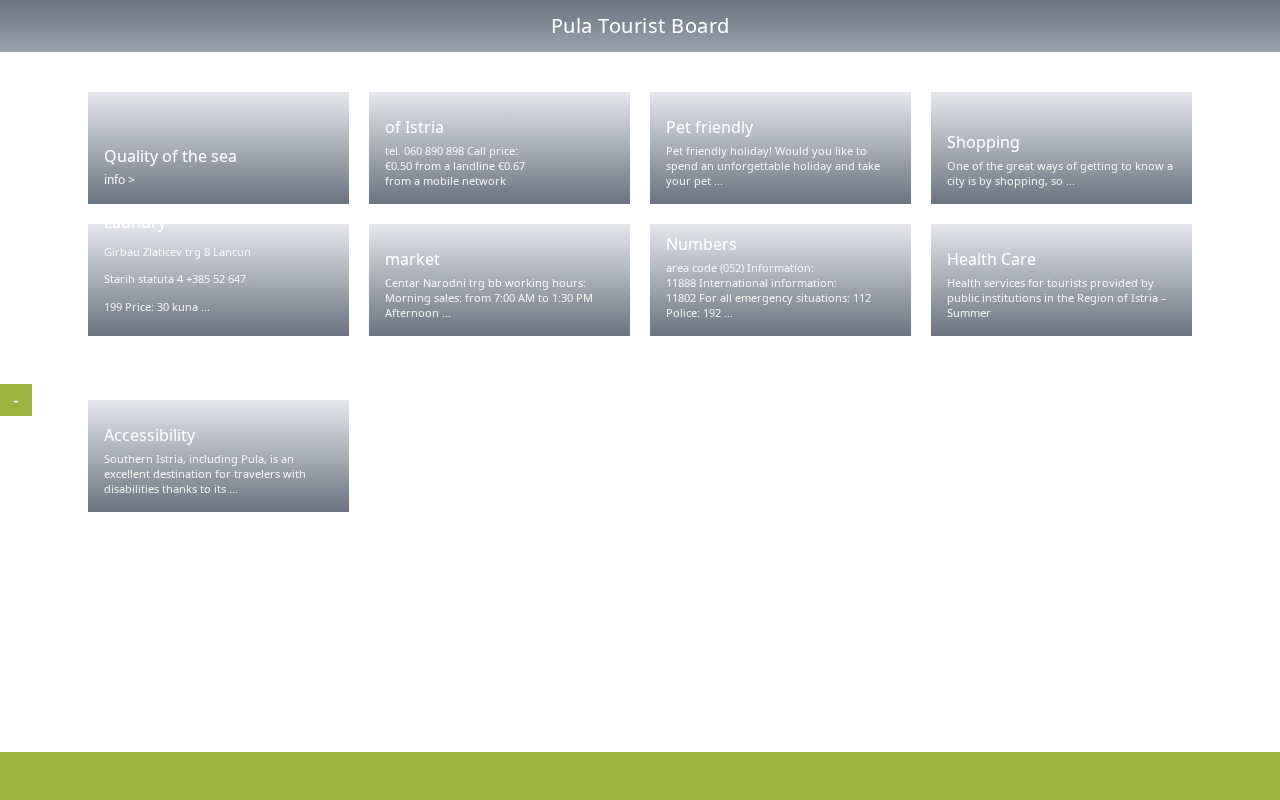 Pula Tourist Board
Quality of the sea
info >
of Istria
tel. 060 890 898 Call price:
€0.50 from a landline €0.67
from a mobile network
Pet friendly
Pet friendly holiday! Would you like to
spend an unforgettable holiday and take
your pet ...
Shopping
One of the great ways of getting to know a
city is by shopping, so ...
Girbau Zlaticev trg 8 Lancun
Starih statuta 4 +385 52 647
199 Price: 30 kuna ...
market
Centar Narodni trg bb working hours:
Morning sales: from 7:00 AM to 1:30 PM
Afternoon ...
Numbers
area code (052) Information:
11888 International information:
11802 For all emergency situations: 112
Police: 192 ...
Health Care
Health services for tourists provided by
public institutions in the Region of Istria –
Summer
-
Accessibility
Southern Istria, including Pula, is an
excellent destination for travelers with
disabilities thanks to its ...